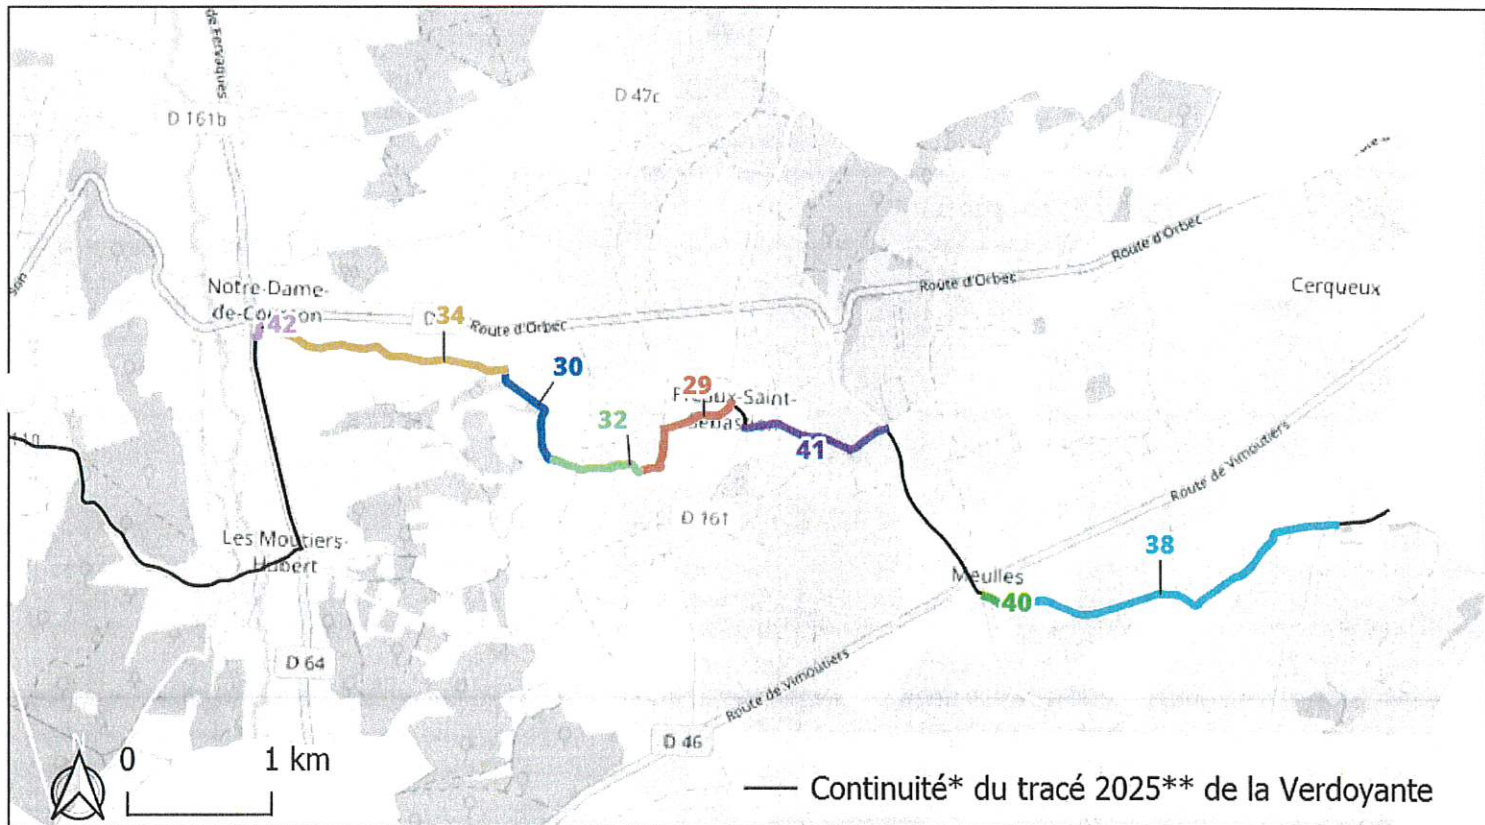 de Fervaques
D 47c
D 161b
Route d'Orbec
Route d'Orbec
Cerqueux
Notre-Dame-
42
34
Route d'Orbec
30
29
32
41
D 161
Route de Vimoutiers
Les Moutiers-
Hubert
38
Meulles
40
D 64
Route de Vimoutiers
D 46
N
0 1 km
Continuité* du tracé 2025** de la Verdoyante